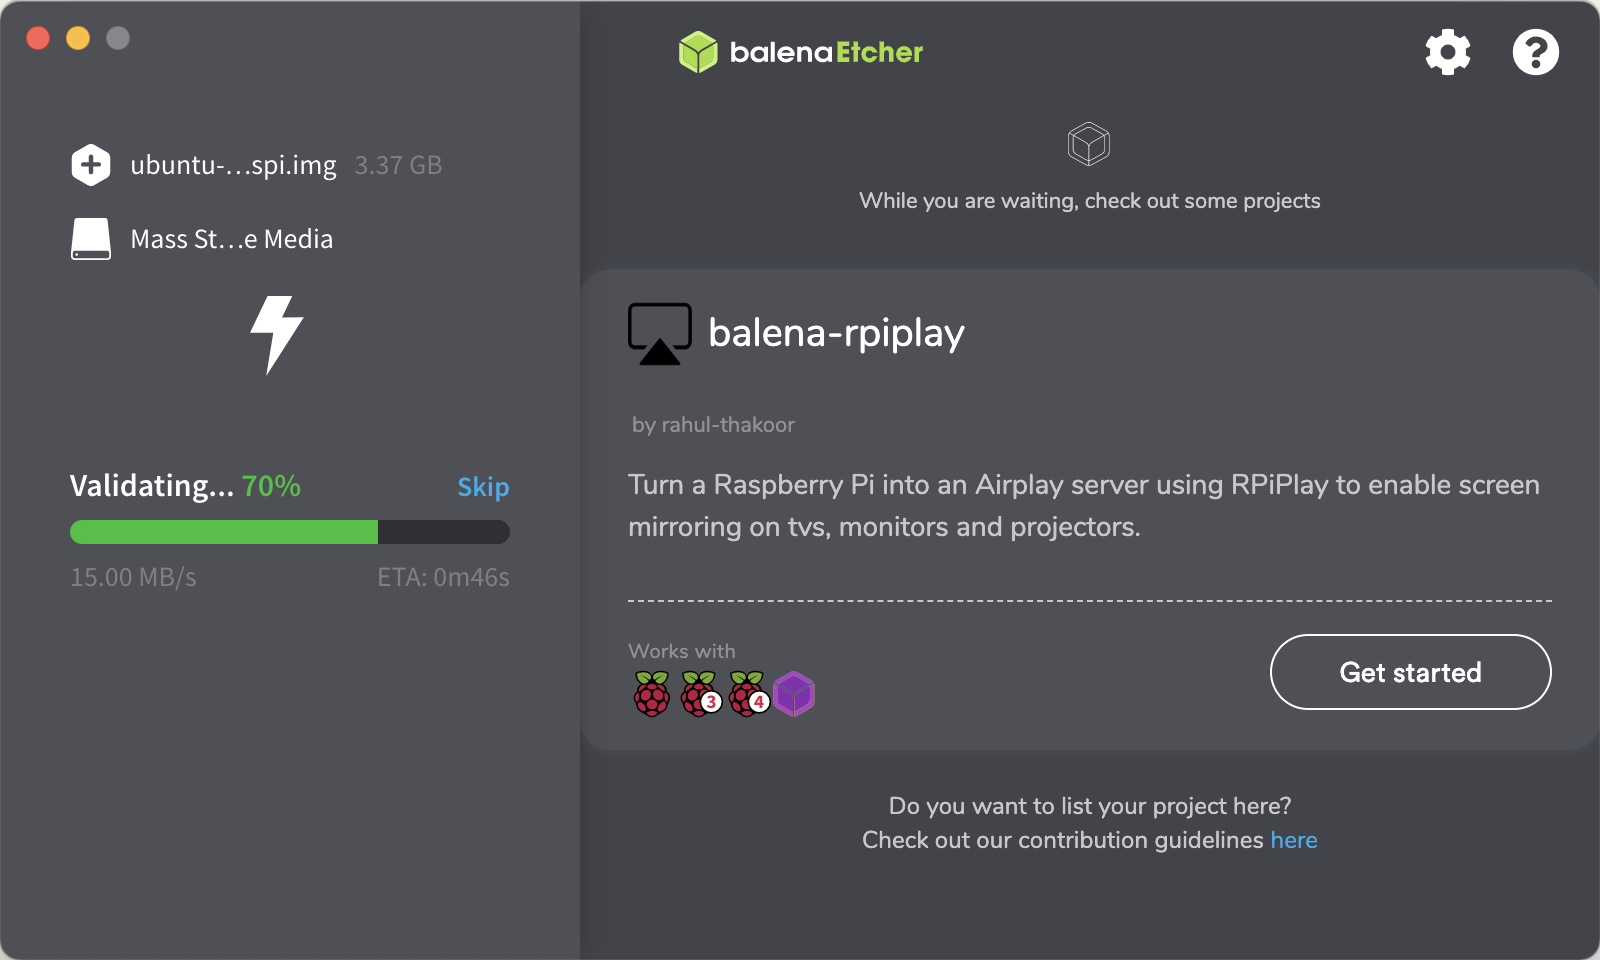 balenaEtcher
ubuntu-...spi.img 3.37 GB
Mass St...e Media
Validating... 70% Skip
15.00 MB/s ETA: 0m46s
While you are waiting, check out some projects
balena-rpiplay
by rahul-thakoor
Turn a Raspberry Pi into an Airplay server using RPiPlay to enable screen
mirroring on tvs, monitors and projectors.
Works with
3 4
Get started
Do you want to list your project here?
Check out our contribution guidelines here